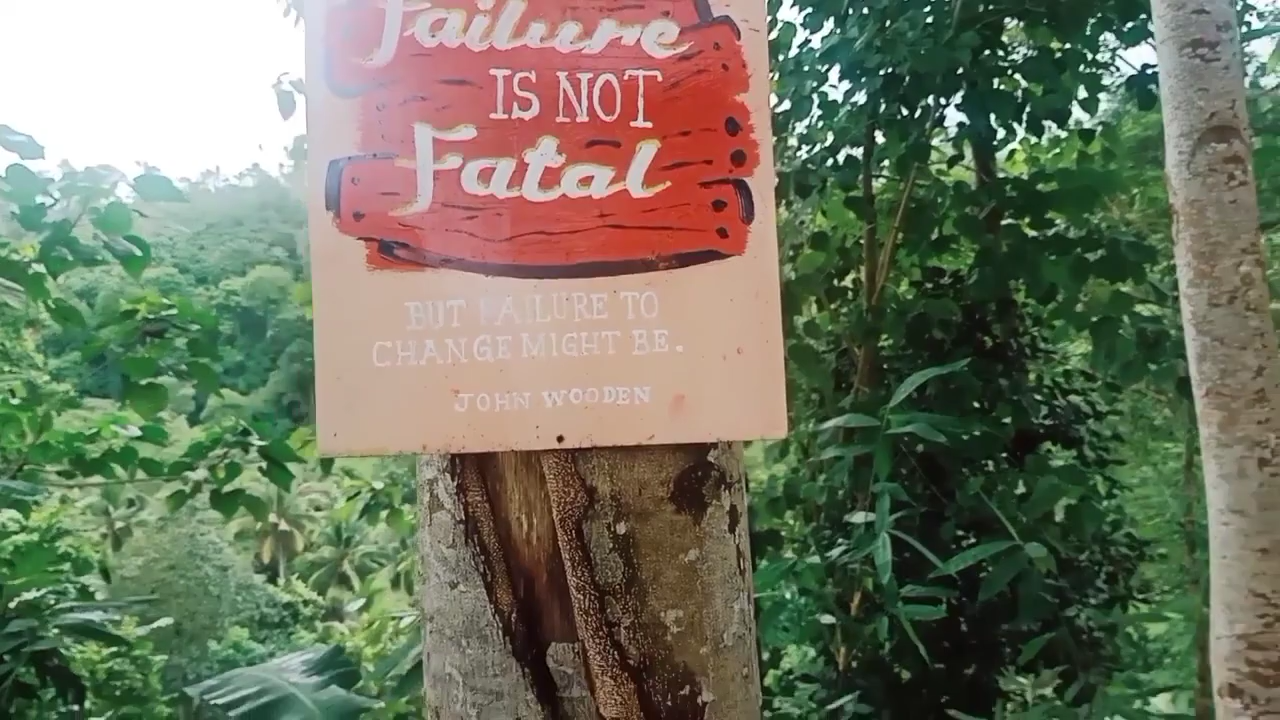 Failure
IS NOT
Fatal
BUT FAILURE TO
CHANGE MIGHT BE.
JOHN WOODEN